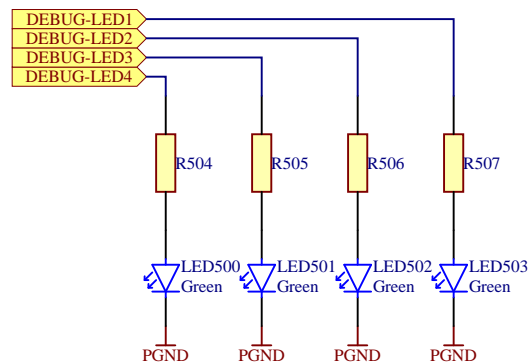 DEBUG-LED1
DEBUG-LED2
DEBUG-LED3
DEBUG-LED4
R504 R505 R506 R507
LED500 LED501 LED502 LED503
Green Green Green Green
PGND PGND PGND PGND